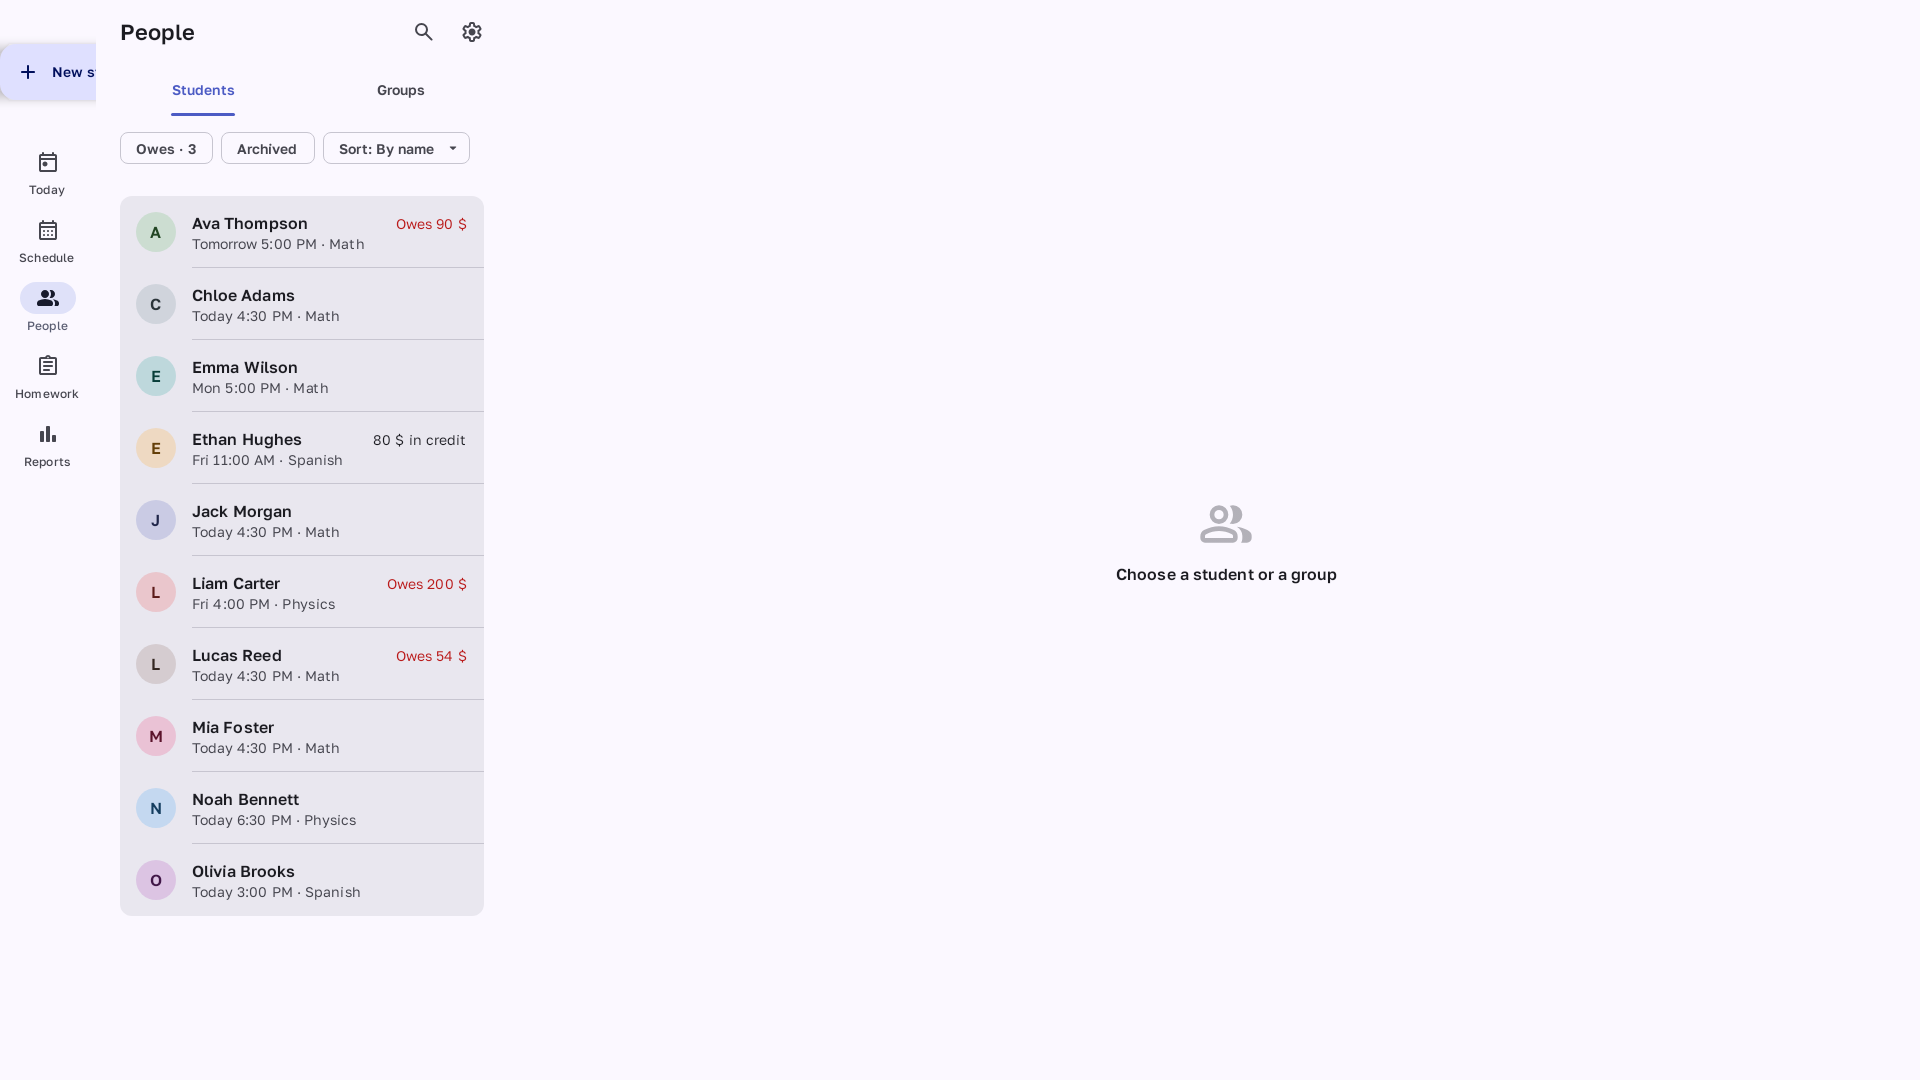 People
New s
Students
Groups
Owes · 3
Archived
Sort: By name
Today
Schedule
People
Homework
Reports
A
Ava Thompson
Owes 90 $
Tomorrow 5:00 PM · Math
C
Chloe Adams
Today 4:30 PM · Math
E
Emma Wilson
Mon 5:00 PM · Math
E
Ethan Hughes
80 $ in credit
Fri 11:00 AM · Spanish
J
Jack Morgan
Today 4:30 PM · Math
L
Liam Carter
Owes 200 $
Fri 4:00 PM · Physics
L
Lucas Reed
Owes 54 $
Today 4:30 PM · Math
M
Mia Foster
Today 4:30 PM · Math
N
Noah Bennett
Today 6:30 PM · Physics
O
Olivia Brooks
Today 3:00 PM · Spanish
Choose a student or a group